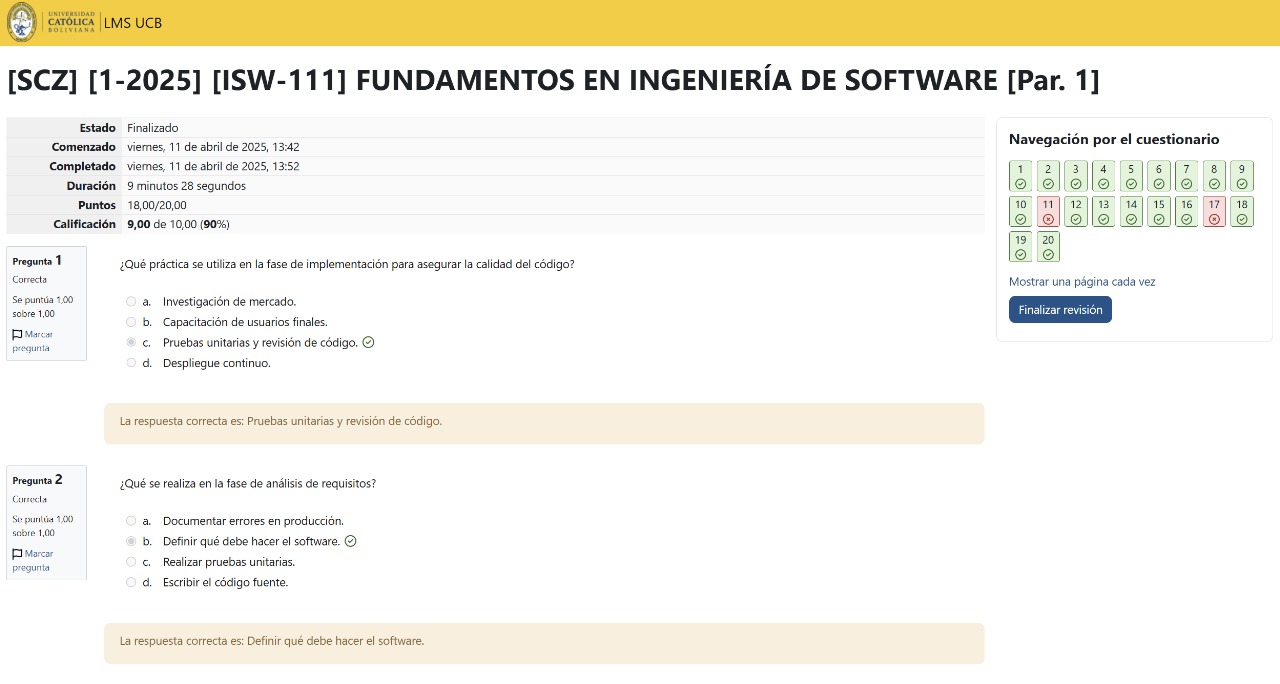 UNIVERSIDAD
CATÓLICA
BOLIVIANA
LMS UCB
[SCZ] [1-2025] [ISW-111] FUNDAMENTOS EN INGENIERÍA DE SOFTWARE [Par. 1]
Estado Finalizado
Comenzado viernes, 11 de abril de 2025, 13:42
Completado viernes, 11 de abril de 2025, 13:52
Duración 9 minutos 28 segundos
Puntos 18,00/20,00
Calificación 9,00 de 10,00 (90%)
Pregunta 1
Correcta
Se puntúa 1,00
sobre 1,00
Marcar
pregunta
¿Qué práctica se utiliza en la fase de implementación para asegurar la calidad del código?
a. Investigación de mercado.
b. Capacitación de usuarios finales.
c. Pruebas unitarias y revisión de código.
d. Despliegue continuo.
La respuesta correcta es: Pruebas unitarias y revisión de código.
Pregunta 2
Correcta
Se puntúa 1,00
sobre 1,00
Marcar
pregunta
¿Qué se realiza en la fase de análisis de requisitos?
a. Documentar errores en producción.
b. Definir qué debe hacer el software.
c. Realizar pruebas unitarias.
d. Escribir el código fuente.
La respuesta correcta es: Definir qué debe hacer el software.
Navegación por el cuestionario
1 2 3 4 5 6 7 8 9
10 11 12 13 14 15 16 17 18
19 20
Mostrar una página cada vez
Finalizar revisión